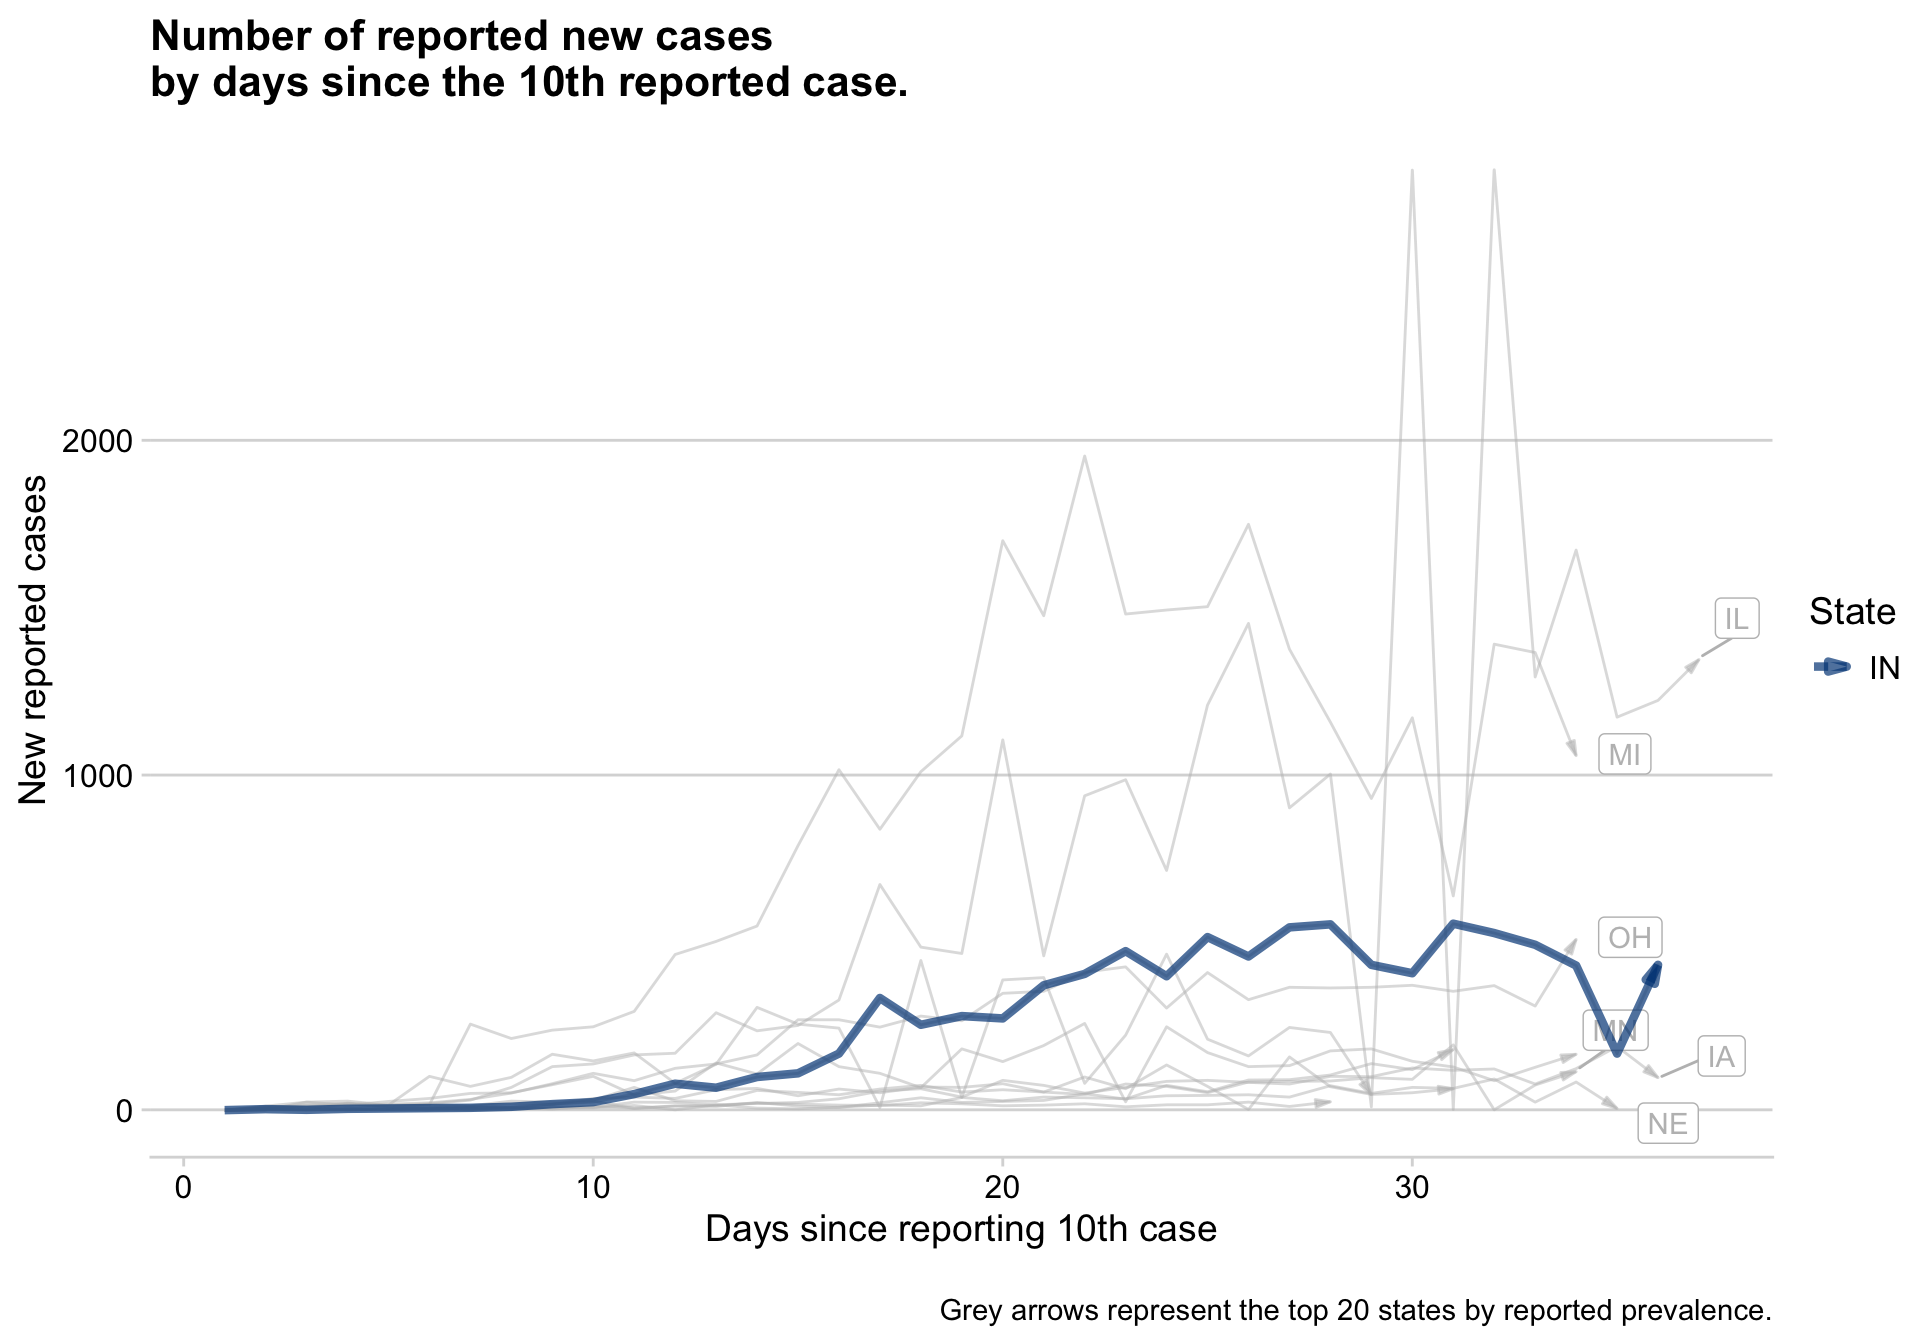 Number of reported new cases
by days since the 10th reported case.
New reported cases
2000
1000
0
IL
MI
OH
MN
IA
NE
State
IN
0 10 20 30
Days since reporting 10th case
Grey arrows represent the top 20 states by reported prevalence.